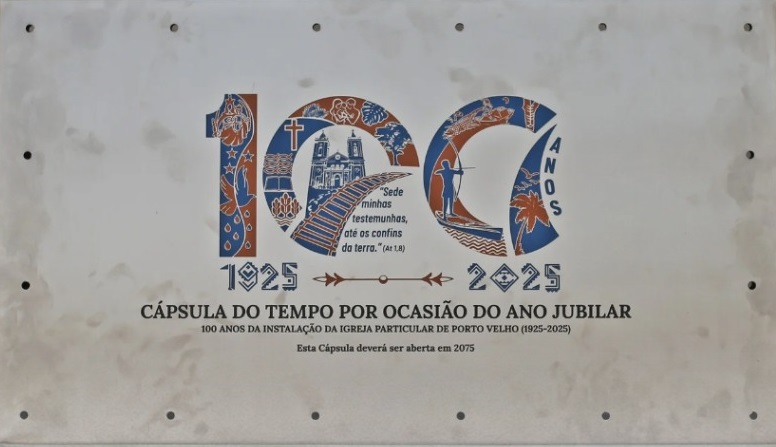 100
ANOS
"Sede
minhas
testemunhas,
até os confins
da terra." (At 1,8)
1925 2025
CÁPSULA DO TEMPO POR OCASIÃO DO ANO JUBILAR
100 ANOS DA INSTALAÇÃO DA IGREJA PARTICULAR DE PORTO VELHO (1925-2025)
Esta Cápsula deverá ser aberta em 2075